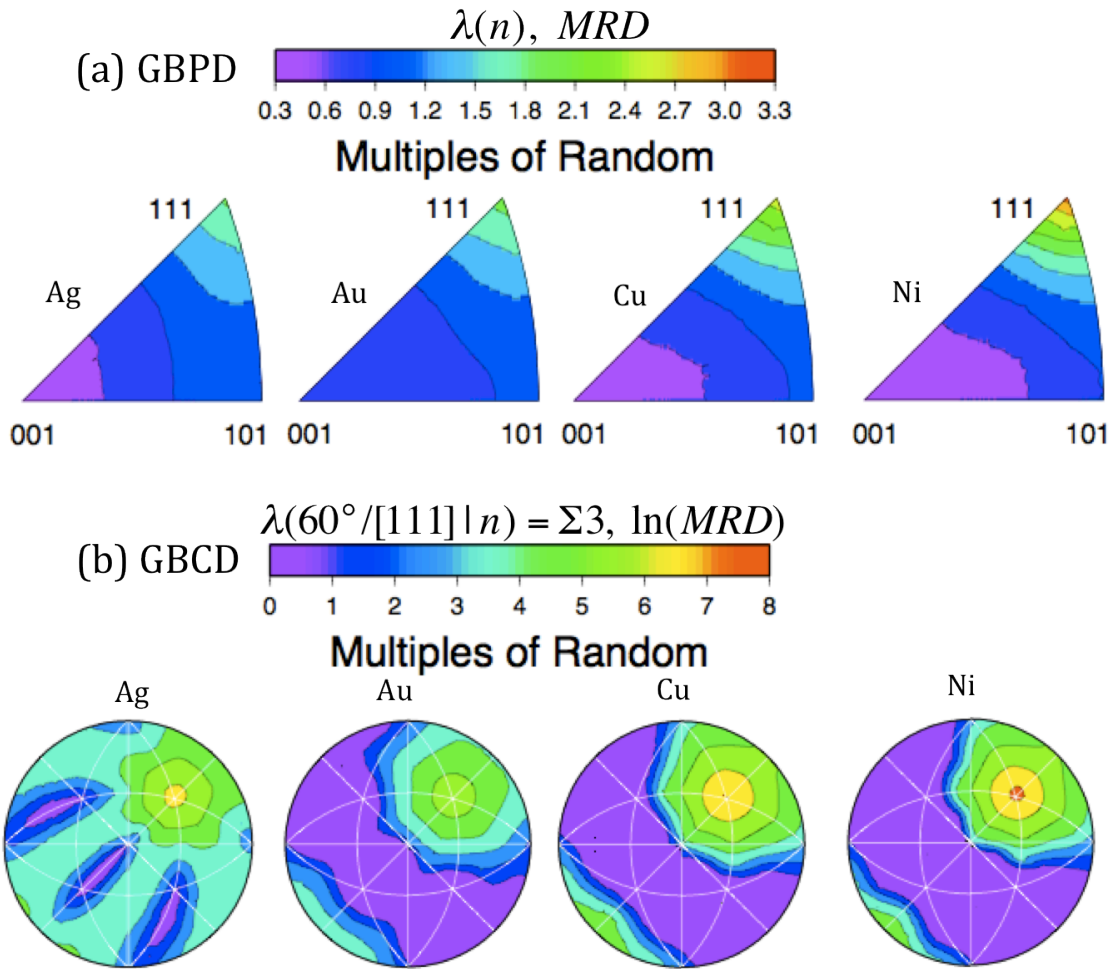 λ(n), MRD
(a) GBPD
0.3 0.6 0.9 1.2 1.5 1.8 2.1 2.4 2.7 3.0 3.3
Multiples of Random
111 111 111 111
Ag Au Cu Ni
001 101 001 101 001 101 001 101
λ(60°/[111]|n) = Σ3, ln(MRD)
(b) GBCD
0 1 2 3 4 5 6 7 8
Multiples of Random
Ag Au Cu Ni